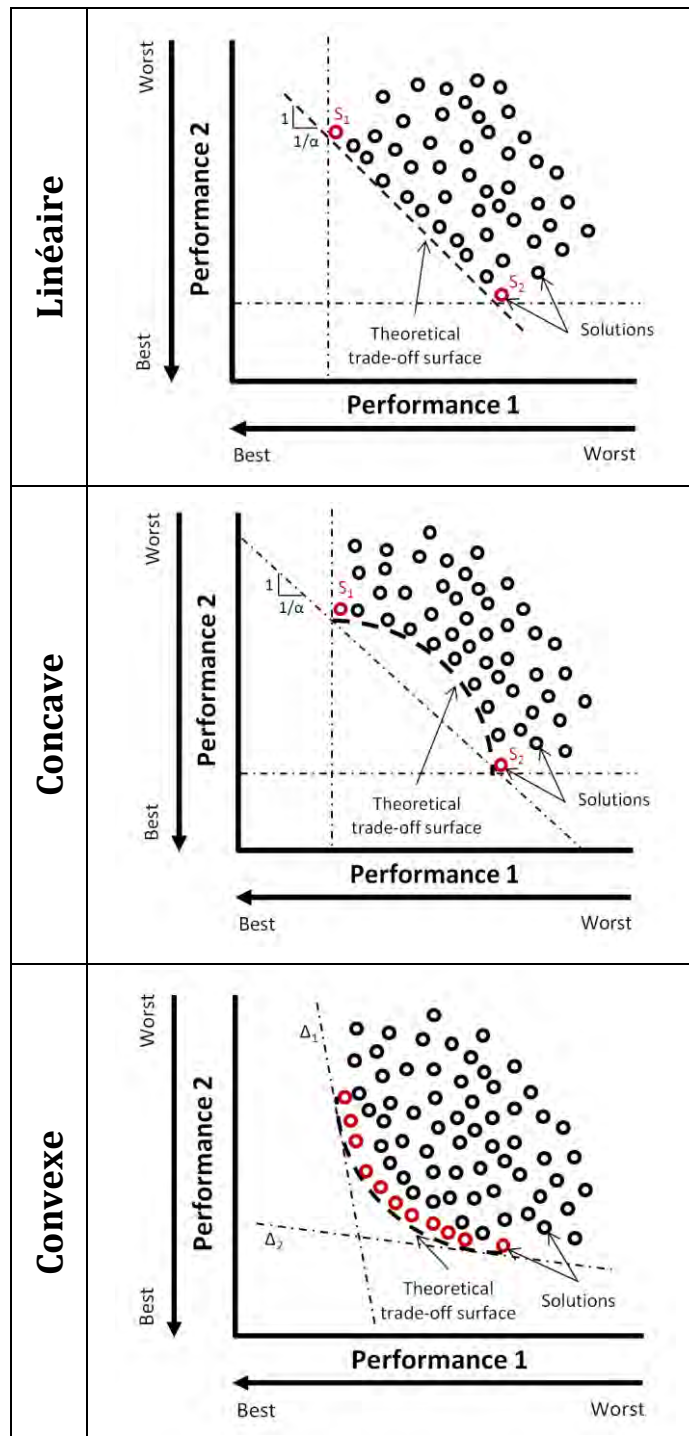 Linéaire
Worst
Best
Performance 2
1
1/α
S1
S2
Theoretical
trade-off surface
Solutions
Performance 1
Best
Worst
Concave
Worst
Best
Performance 2
1
1/α
S1
S2
Theoretical
trade-off surface
Solutions
Performance 1
Best
Worst
Convexe
Worst
Best
Performance 2
Δ1
Δ2
Theoretical
trade-off surface
Solutions
Performance 1
Best
Worst